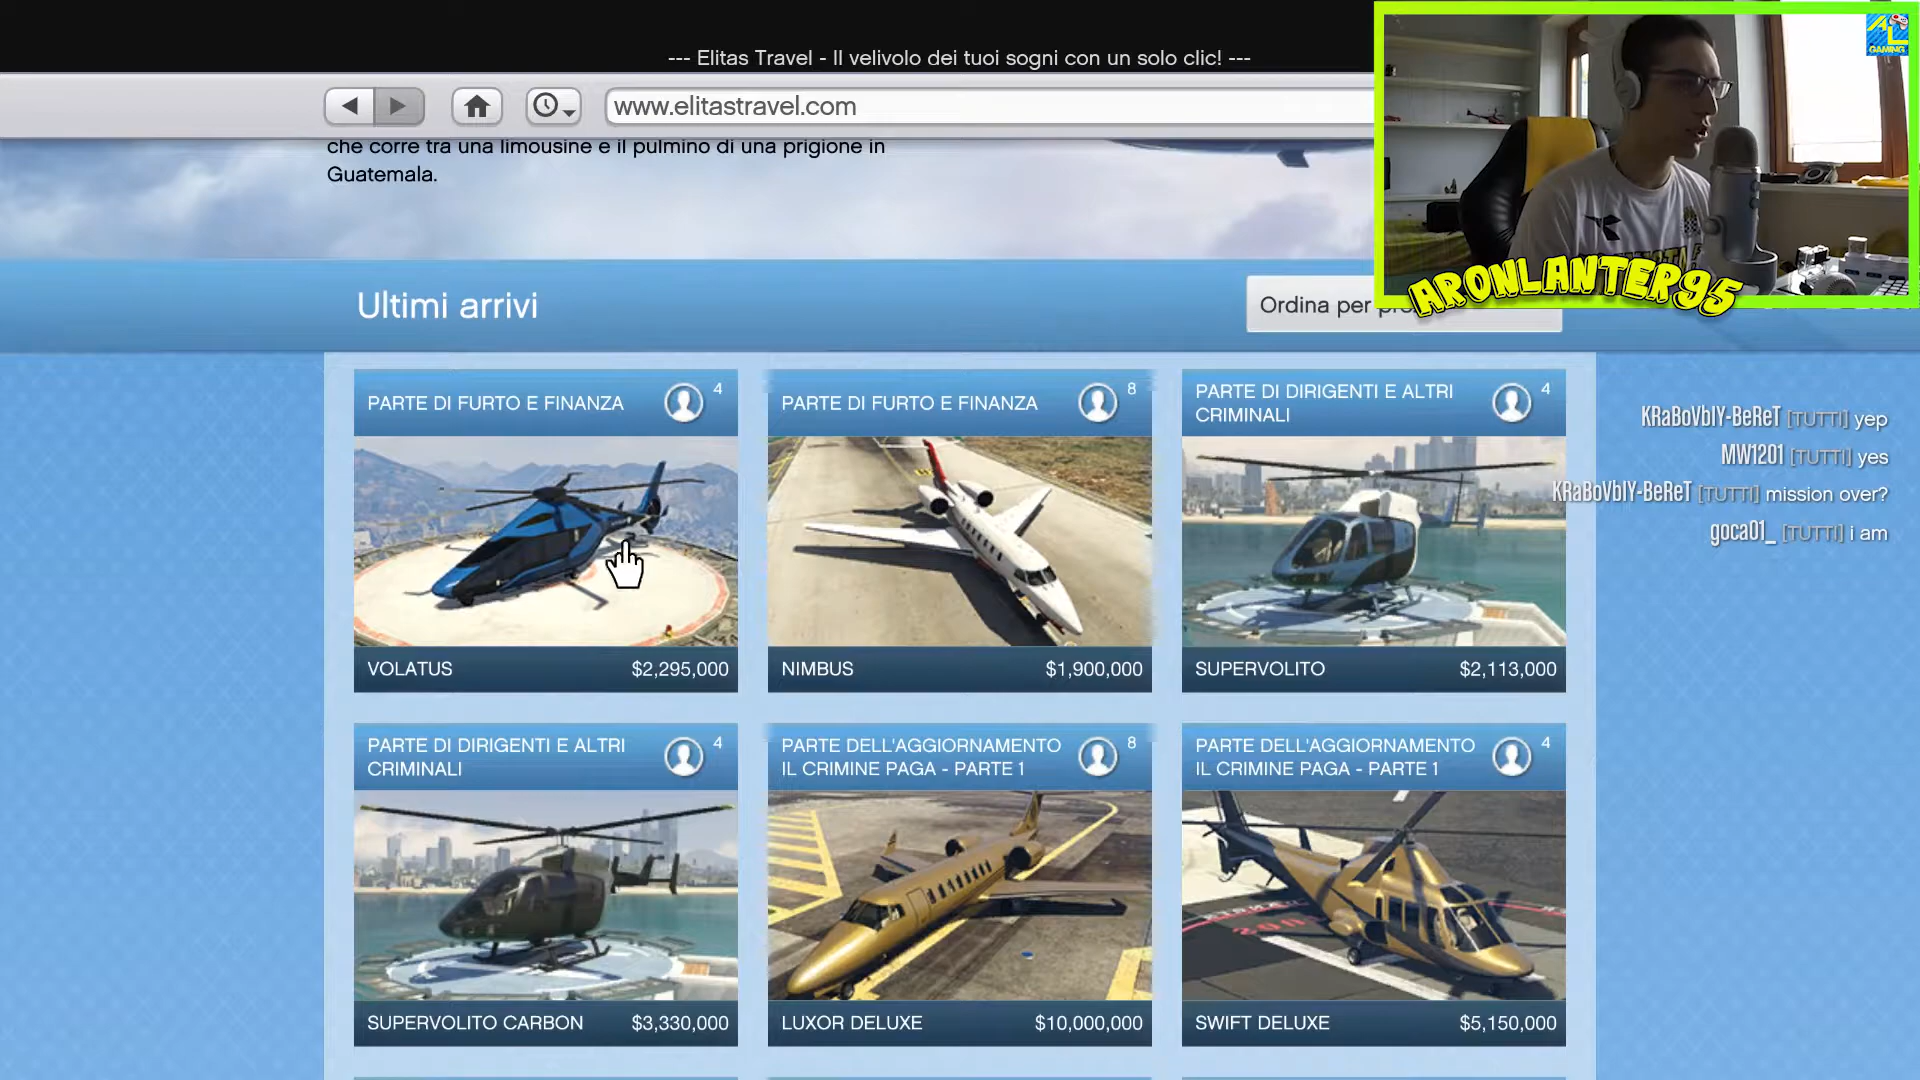 --- Elitas Travel - Il velivolo dei tuoi sogni con un solo clic! ---
www.elitastravel.com
che corre tra una limousine e il pulmino di una prigione in
Guatemala.
Ultimi arrivi
Ordina per
AL
GAMING
ARONLANTER95
PARTE DI FURTO E FINANZA 4
VOLATUS $2,295,000
PARTE DI FURTO E FINANZA 8
NIMBUS $1,900,000
PARTE DI DIRIGENTI E ALTRI
CRIMINALI 4
SUPERVOLITO $2,113,000
PARTE DI DIRIGENTI E ALTRI
CRIMINALI 4
SUPERVOLITO CARBON $3,330,000
PARTE DELL'AGGIORNAMENTO
IL CRIMINE PAGA - PARTE 1 8
LUXOR DELUXE $10,000,000
PARTE DELL'AGGIORNAMENTO
IL CRIMINE PAGA - PARTE 1 4
SWIFT DELUXE $5,150,000
KRaBoVbIY-BeReT [TUTTI] yep
MW1201 [TUTTI] yes
KRaBoVbIY-BeReT [TUTTI] mission over?
goca01_ [TUTTI] i am